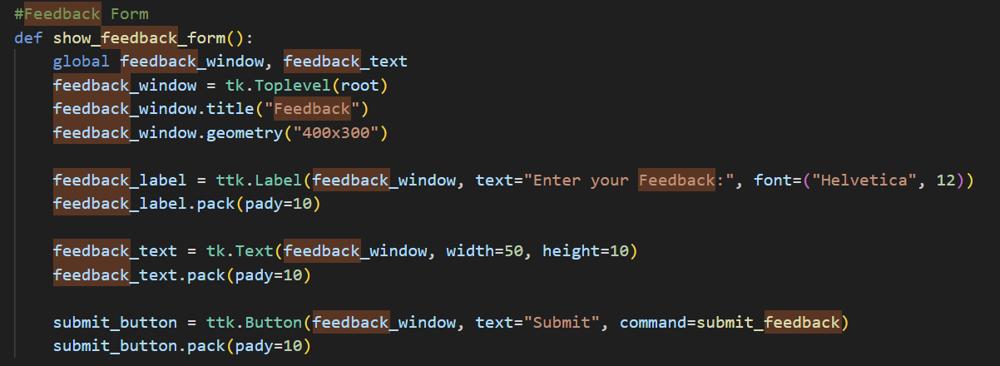 #Feedback Form
def show_feedback_form():
    global feedback_window, feedback_text
    feedback_window = tk.Toplevel(root)
    feedback_window.title("Feedback")
    feedback_window.geometry("400x300")

    feedback_label = ttk.Label(feedback_window, text="Enter your Feedback:", font=("Helvetica", 12))
    feedback_label.pack(pady=10)

    feedback_text = tk.Text(feedback_window, width=50, height=10)
    feedback_text.pack(pady=10)

    submit_button = ttk.Button(feedback_window, text="Submit", command=submit_feedback)
    submit_button.pack(pady=10)